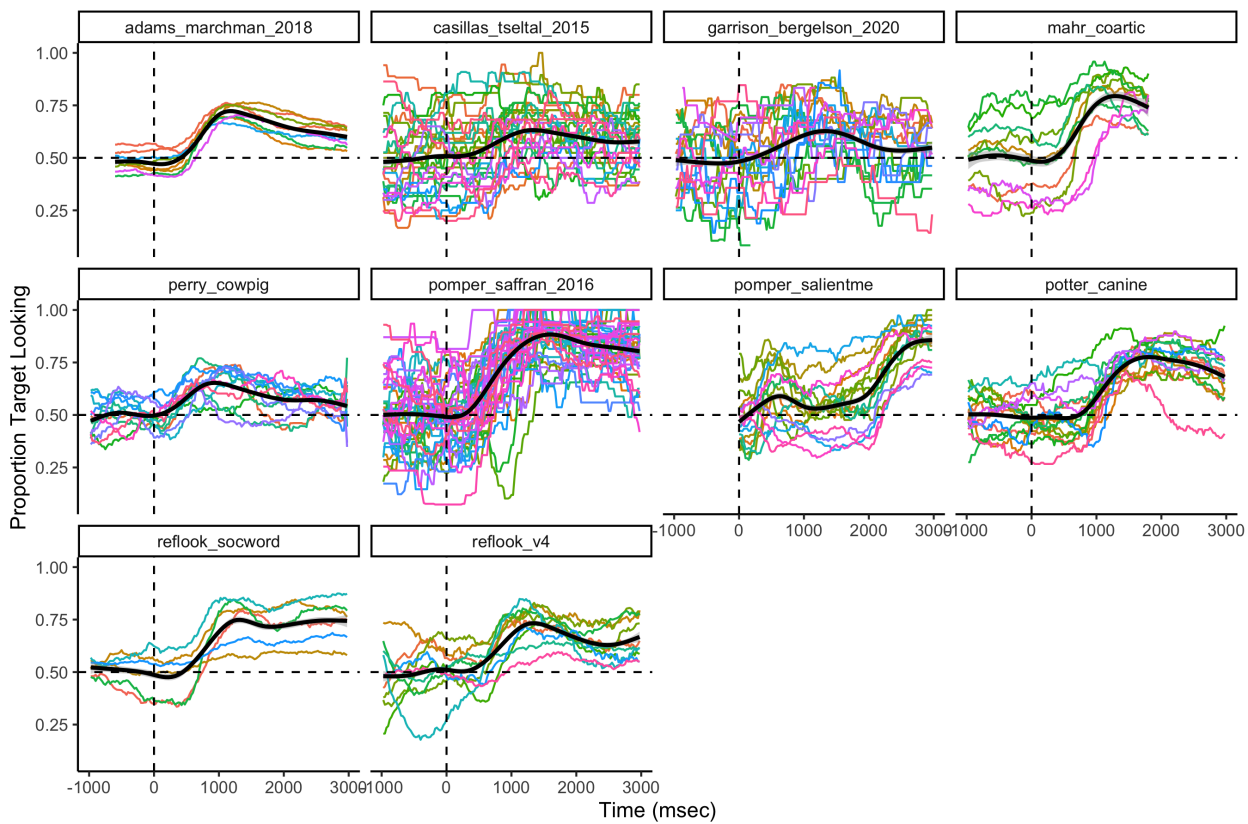 adams_marchman_2018 casillas_tseltal_2015 garrison_bergelson_2020 mahr_coartic
1.00
0.75
0.50
0.25
perry_cowpig pomper_saffran_2016 pomper_salientme potter_canine
1.00
0.75
0.50
0.25
-1000 0 1000 2000 3000 -1000 0 1000 2000 3000
reflook_socword reflook_v4
1.00
0.75
0.50
0.25
-1000 0 1000 2000 3000 -1000 0 1000 2000 3000
Time (msec)
Proportion Target Looking